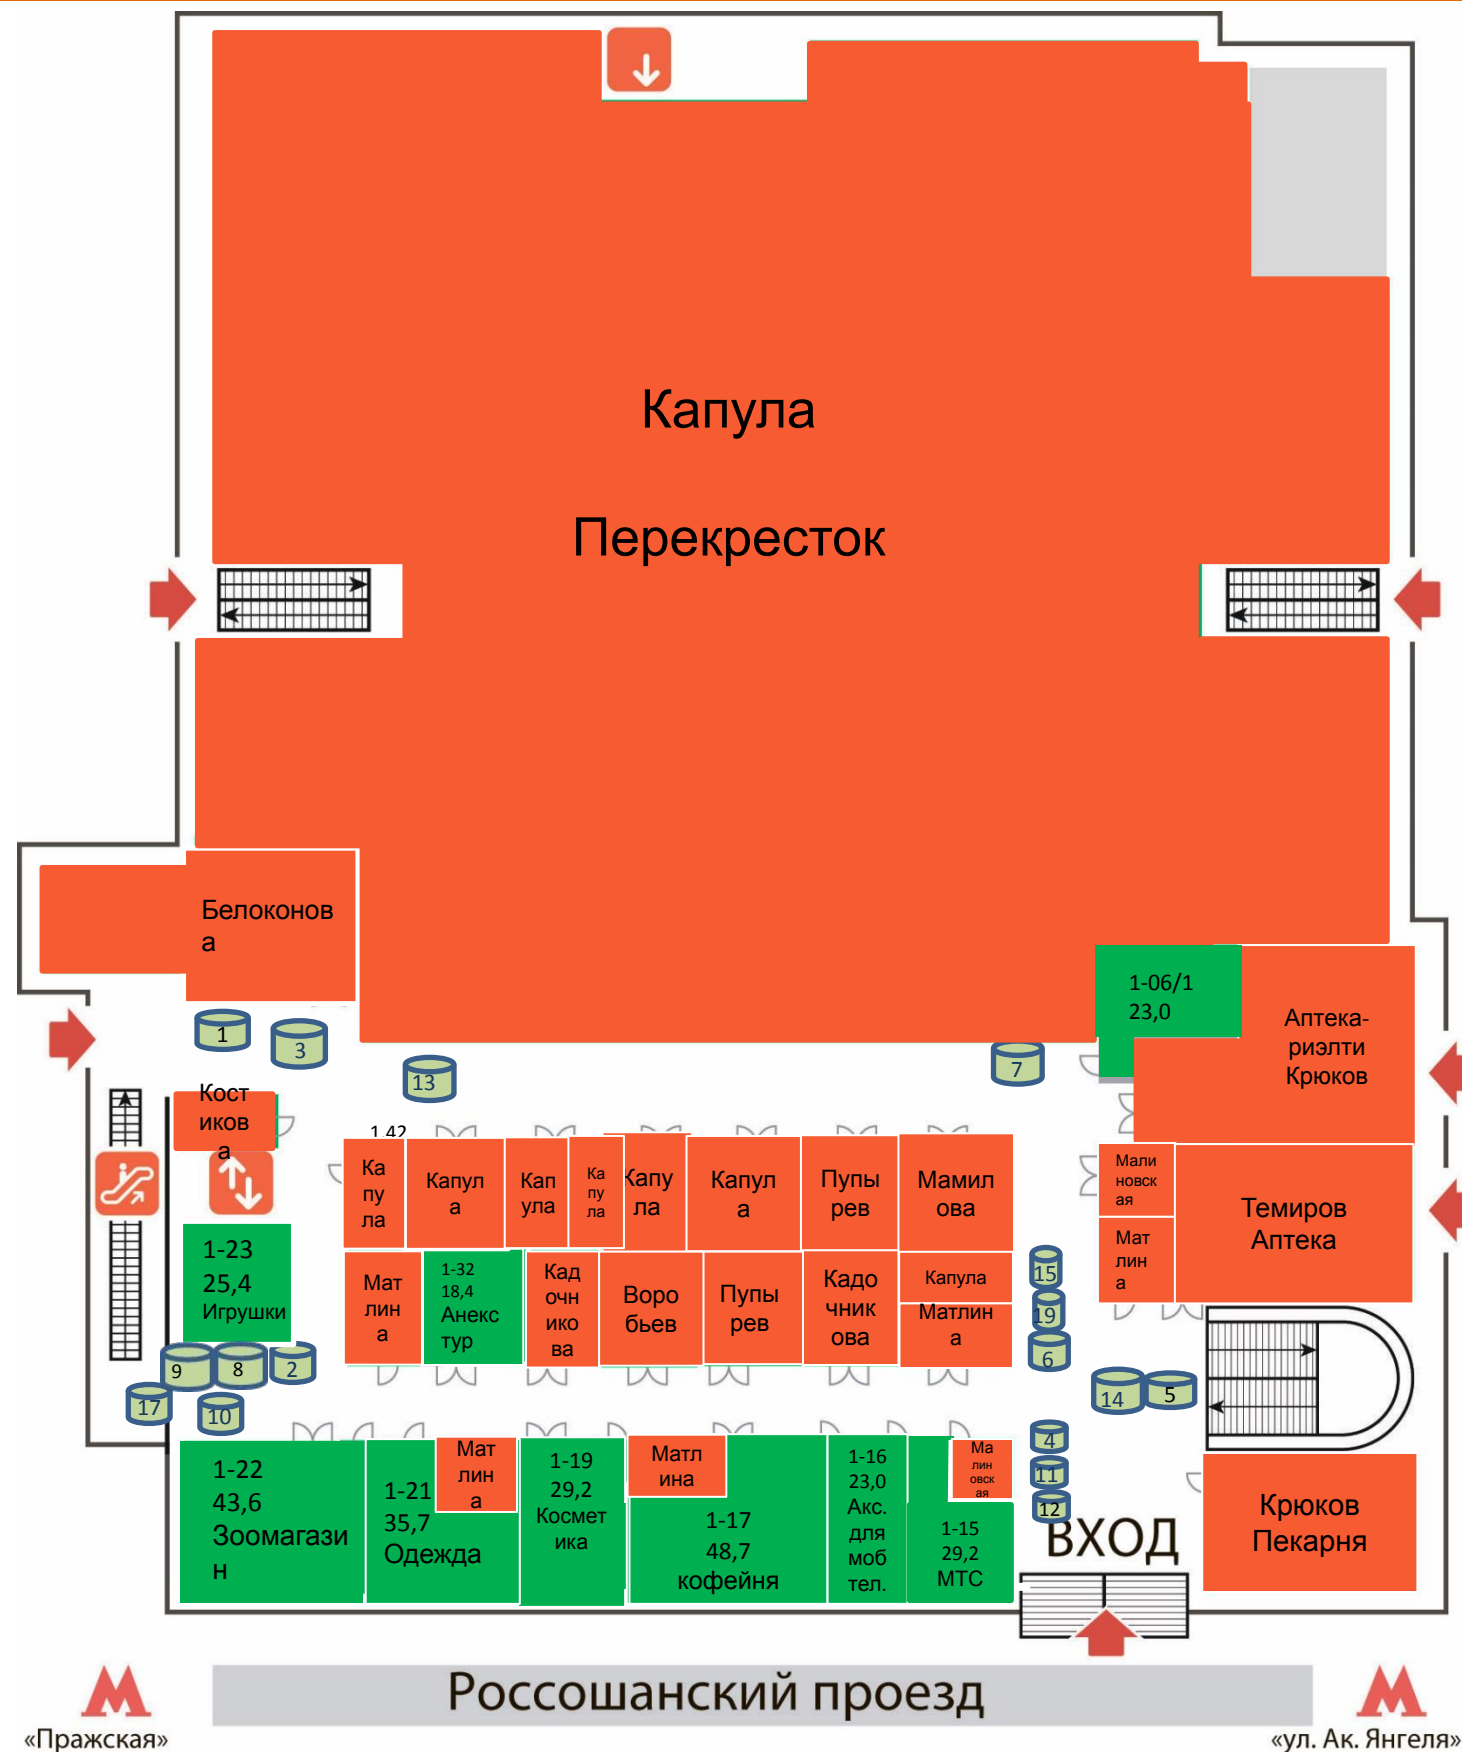 Капула
Перекресток
Белоконов
а
1-06/1
23,0
Аптека-
риэлти
Крюков
1
3
13
7
Кост
иков
а
1.42
Ка
пу
ла
Капул
а
Кап
ула
Ка
пу
ла
Капу
ла
Капул
а
Пупы
рев
Мамил
ова
Мали
новск
ая
Мат
лин
а
Темиров
Аптека
1-23
25,4
Игрушки
Мат
лин
а
1-32
18,4
Анекс
тур
Кад
очн
ико
ва
Воро
бьев
Пупы
рев
Кадо
чник
ова
Капула
Матлин
а
15
19
6
9
8
2
17
10
14
5
4
11
12
1-22
43,6
Зоомагази
н
1-21
35,7
Одежда
Мат
лин
а
1-19
29,2
Космет
ика
Матл
ина
1-17
48,7
кофейня
1-16
23,0
Акс.
для
моб
тел.
Ма
лин
овск
ая
1-15
29,2
МТС
ВХОД
Крюков
Пекарня
Россошанский проезд
«Пражская»
«ул. Ак. Янгеля»